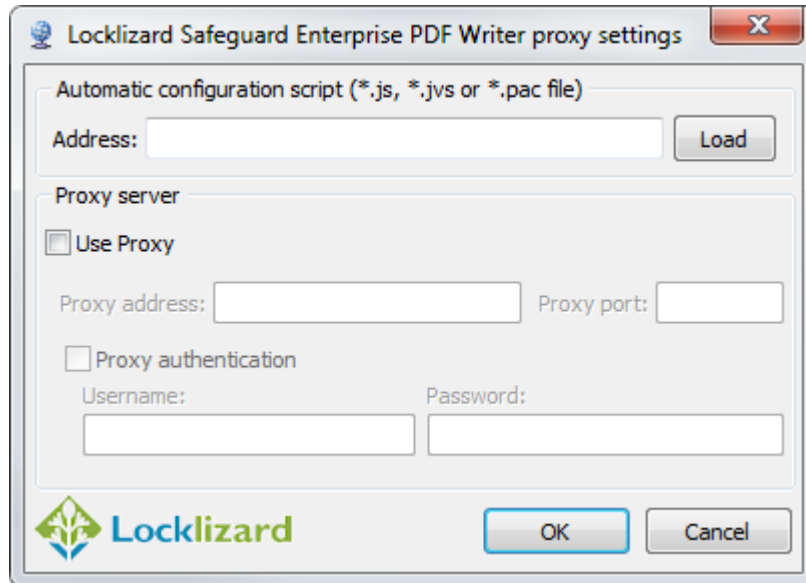 Locklizard Safeguard Enterprise PDF Writer proxy settings
Automatic configuration script (*.js, *.jvs or *.pac file)
Address:
Load
Proxy server
Use Proxy
Proxy address:
Proxy port:
Proxy authentication
Username:
Password:
Locklizard
OK
Cancel